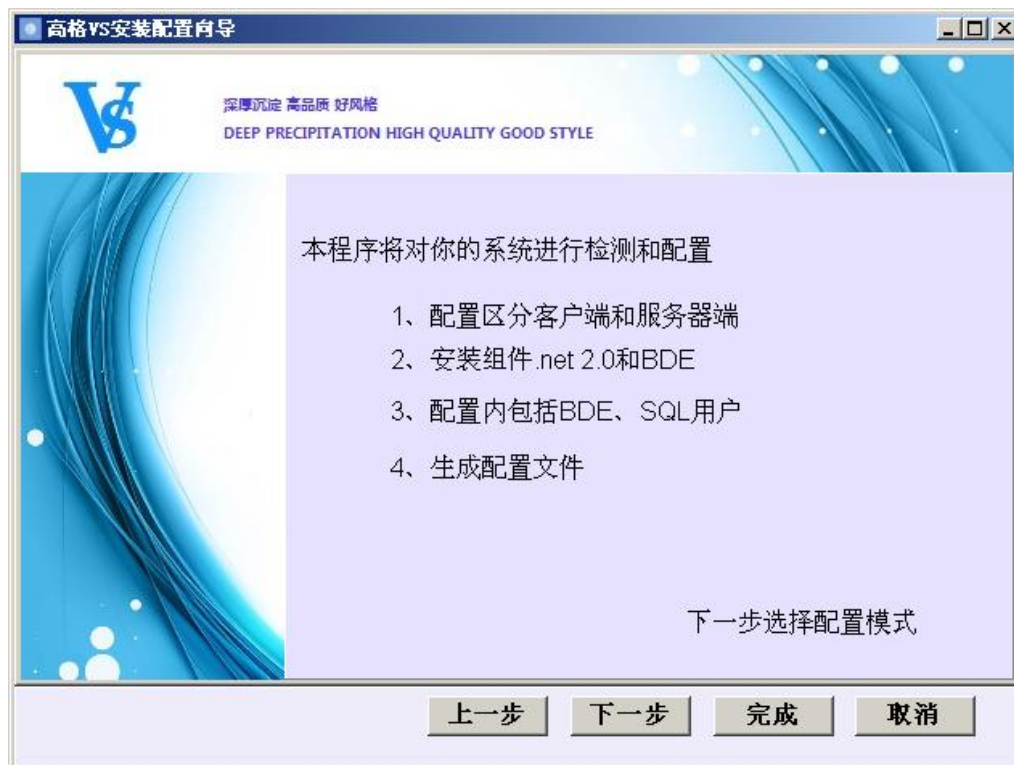 高格VS安装配置向导
VS
深厚沉淀 高品质 好风格
DEEP PRECIPITATION HIGH QUALITY GOOD STYLE
本程序将对你的系统进行检测和配置
1、配置区分客户端和服务器端
2、安装组件.net 2.0和BDE
3、配置内包括BDE、SQL用户
4、生成配置文件
下一步选择配置模式
上一步 下一步 完成 取消